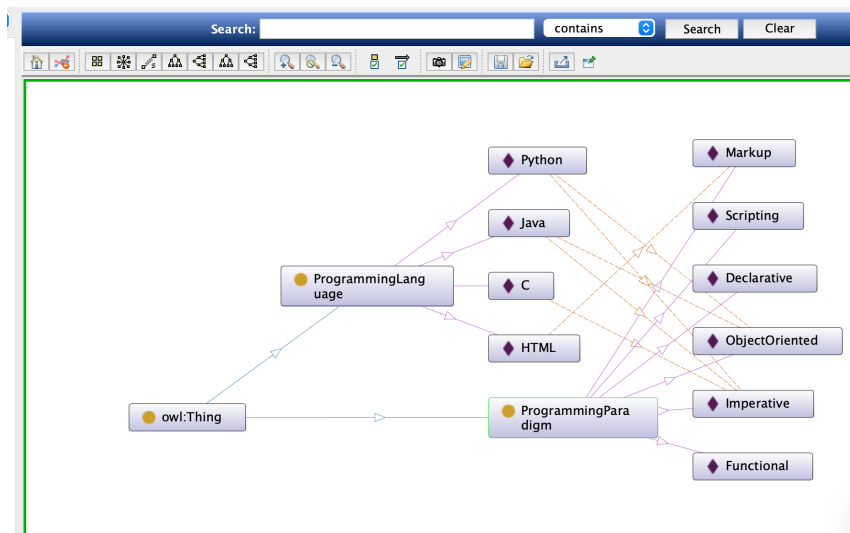 Search: contains Search Clear
Python
Java
C
HTML
ProgrammingLang
uage
owl:Thing
ProgrammingPara
digm
Markup
Scripting
Declarative
ObjectOriented
Imperative
Functional